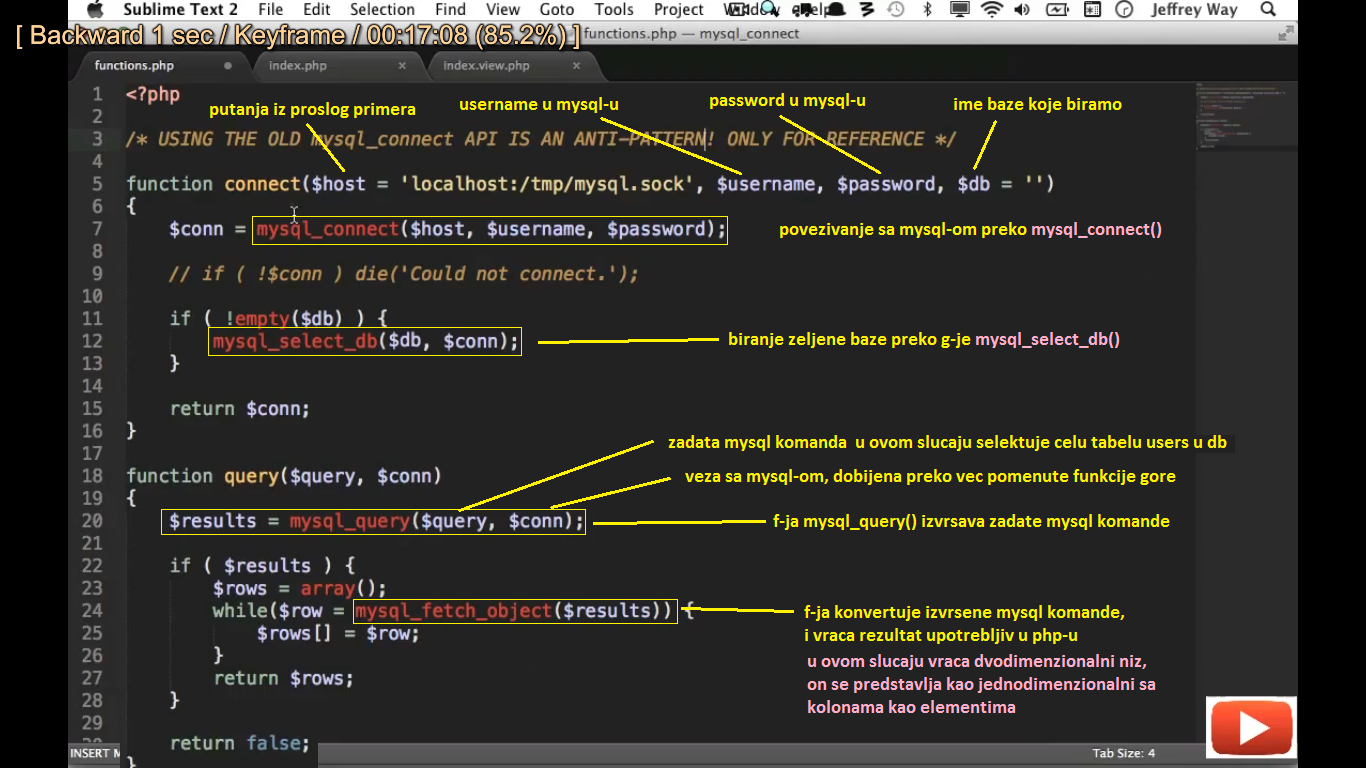 Sublime Text 2 File Edit Selection Find View Goto Tools Project Window Help Jeffrey Way
[ Backward 1 sec / Keyframe / 00:17:08 (85.2%) ]
functions.php — mysql_connect
functions.php index.php × index.view.php ×
1 <?php
putanja iz proslog primera
username u mysql-u
password u mysql-u
ime baze koje biramo
2
3 /* USING THE OLD mysql_connect API IS AN ANTI-PATTERN! ONLY FOR REFERENCE */
4
5 function connect($host = 'localhost:/tmp/mysql.sock', $username, $password, $db = '')
6 {
7 $conn = mysql_connect($host, $username, $password);
povezivanje sa mysql-om preko mysql_connect()
8
9 // if ( !$conn ) die('Could not connect.');
10
11 if ( !empty($db) ) {
12 mysql_select_db($db, $conn);
biranje zeljene baze preko g-je mysql_select_db()
13 }
14
15 return $conn;
16 }
17
zadata mysql komanda u ovom slucaju selektuje celu tabelu users u db
18 function query($query, $conn)
veza sa mysql-om, dobijena preko vec pomenute funkcije gore
19 {
20 $results = mysql_query($query, $conn);
f-ja mysql_query() izvrsava zadate mysql komande
21
22 if ( $results ) {
23 $rows = array();
24 while($row = mysql_fetch_object($results)) {
f-ja konvertuje izvrsene mysql komande,
i vraca rezultat upotrebljiv u php-u
25 $rows[] = $row;
26 }
u ovom slucaju vraca dvodimenzionalni niz,
on se predstavlja kao jednodimenzionalni sa
kolonama kao elementima
27 return $rows;
28 }
29
return false;
}
INSERT M
Tab Size: 4